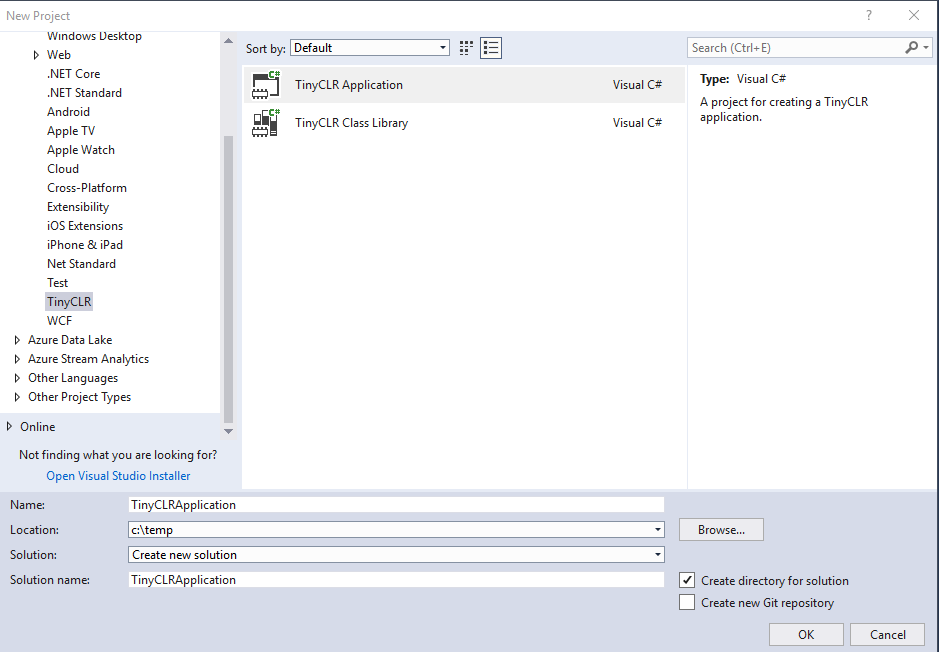 New Project
?
Windows Desktop
Web
.NET Core
.NET Standard
Android
Apple TV
Apple Watch
Cloud
Cross-Platform
Extensibility
iOS Extensions
iPhone & iPad
Net Standard
Test
TinyCLR
WCF
Azure Data Lake
Azure Stream Analytics
Other Languages
Other Project Types
Online
Not finding what you are looking for?
Open Visual Studio Installer
Sort by: Default
C# TinyCLR Application Visual C#
C# TinyCLR Class Library Visual C#
Search (Ctrl+E)
Type: Visual C#
A project for creating a TinyCLR
application.
Name: TinyCLRApplication
Location: c:\temp Browse...
Solution: Create new solution
Solution name: TinyCLRApplication
Create directory for solution
Create new Git repository
OK Cancel